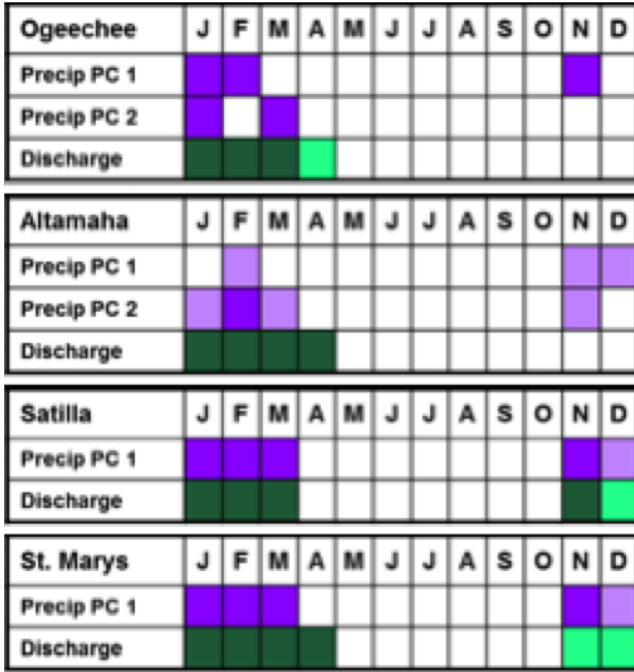 Ogeechee J F M A M J J A S O N D
Precip PC 1
Precip PC 2
Discharge
Altamaha J F M A M J J A S O N D
Precip PC 1
Precip PC 2
Discharge
Satilla J F M A M J J A S O N D
Precip PC 1
Discharge
St. Marys J F M A M J J A S O N D
Precip PC 1
Discharge